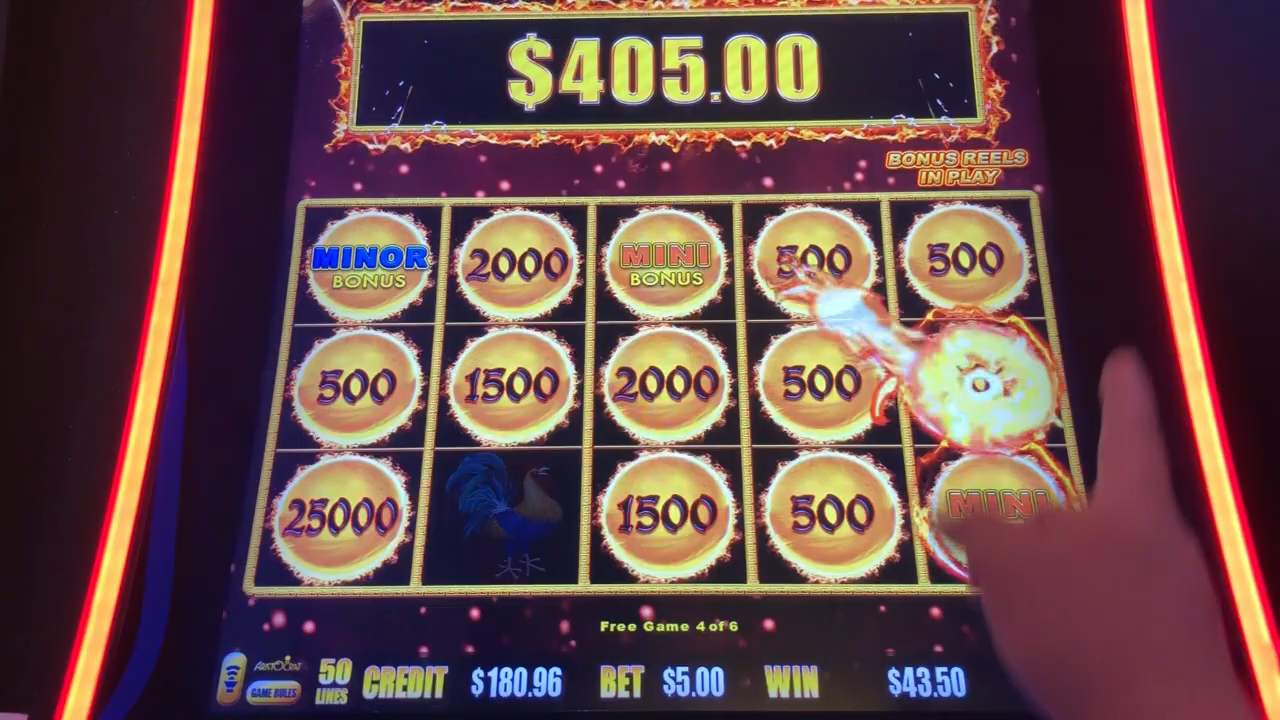 $405.00
BONUS REELS
IN PLAY
MINOR
BONUS
2000
MINI
BONUS
500
500
500
1500
2000
500
25000
1500
500
MINI
Free Game 4 of 6
ARISTOCRAT
GAME RULES
50
LINES
CREDIT $180.96 BET $5.00 WIN $43.50